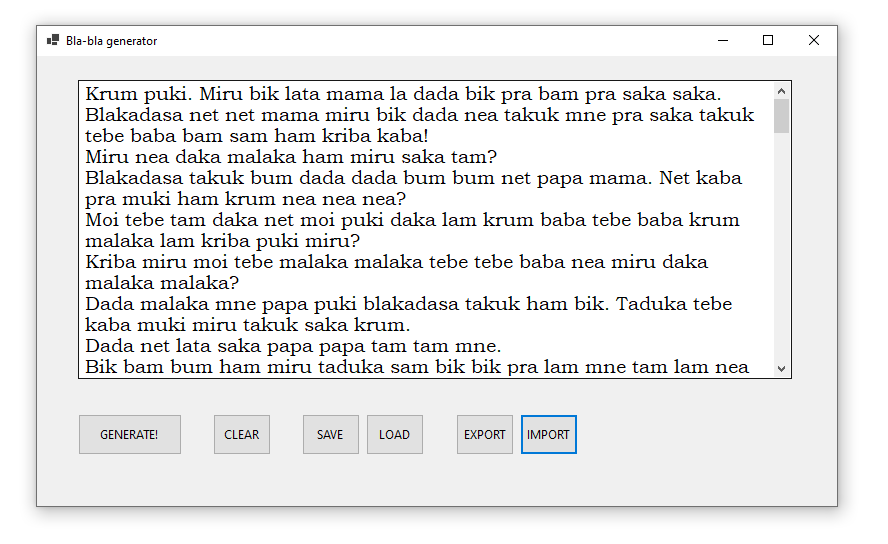 Bla-bla generator
Krum puki. Miru bik lata mama la dada bik pra bam pra saka saka.
Blakadasa net net mama miru bik dada nea takuk mne pra saka takuk
tebe baba bam sam ham kriba kaba!
Miru nea daka malaka ham miru saka tam?
Blakadasa takuk bum dada dada bum bum net papa mama. Net kaba
pra muki ham krum nea nea nea?
Moi tebe tam daka net moi puki daka lam krum baba tebe baba krum
malaka lam kriba puki miru?
Kriba miru moi tebe malaka malaka tebe tebe baba nea miru daka
malaka malaka?
Dada malaka mne papa puki blakadasa takuk ham bik. Taduka tebe
kaba muki miru takuk saka krum.
Dada net lata saka papa papa tam tam mne.
Bik bam bum ham miru taduka sam bik bik pra lam mne tam lam nea
GENERATE! CLEAR SAVE LOAD EXPORT IMPORT